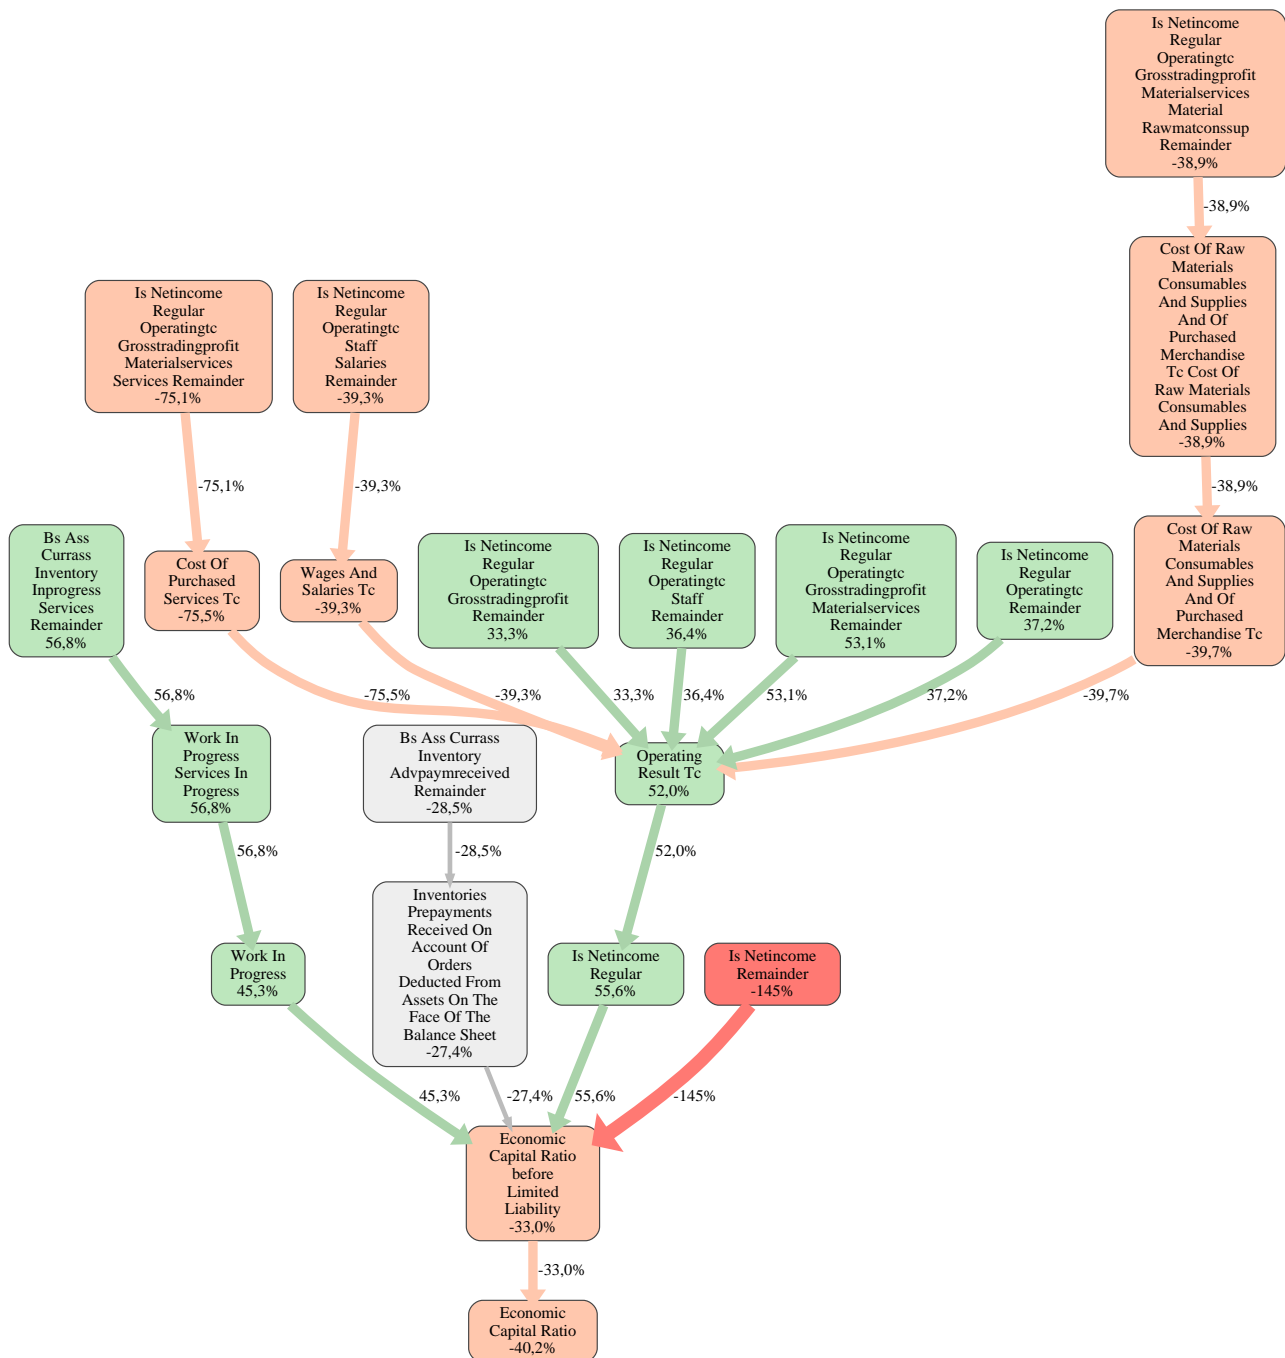 Is Netincome
Regular
Operatingtc
Grosstradingprofit
Materialservices
Material
Rawmatconssup
Remainder
-38,9%
-38,9%
Cost Of Raw
Materials
Consumables
And Supplies
And Of
Purchased
Merchandise
Tc Cost Of
Raw Materials
Consumables
And Supplies
-38,9%
Is Netincome
Regular
Operatingtc
Grosstradingprofit
Materialservices
Services Remainder
-75,1%
Is Netincome
Regular
Operatingtc
Staff
Salaries
Remainder
-39,3%
-75,1%
-39,3%
-38,9%
Bs Ass
Currass
Inventory
Inprogress
Services
Remainder
56,8%
Cost Of
Purchased
Services Tc
-75,5%
Wages And
Salaries Tc
-39,3%
Is Netincome
Regular
Operatingtc
Grosstradingprofit
Remainder
33,3%
Is Netincome
Regular
Operatingtc
Staff
Remainder
36,4%
Is Netincome
Regular
Operatingtc
Grosstradingprofit
Materialservices
Remainder
53,1%
Is Netincome
Regular
Operatingtc
Remainder
37,2%
Cost Of Raw
Materials
Consumables
And Supplies
And Of
Purchased
Merchandise Tc
-39,7%
56,8%
-75,5%
-39,3%
33,3%
36,4%
53,1%
37,2%
-39,7%
Work In
Progress
Services In
Progress
56,8%
Bs Ass Currass
Inventory
Advpaymreceived
Remainder
-28,5%
Operating
Result Tc
52,0%
56,8%
-28,5%
52,0%
Inventories
Prepayments
Received On
Account Of
Orders
Deducted From
Assets On The
Face Of The
Balance Sheet
-27,4%
Work In
Progress
45,3%
Is Netincome
Regular
55,6%
Is Netincome
Remainder
-145%
45,3%
-27,4%
55,6%
-145%
Economic
Capital Ratio
before
Limited
Liability
-33,0%
-33,0%
Economic
Capital Ratio
-40,2%